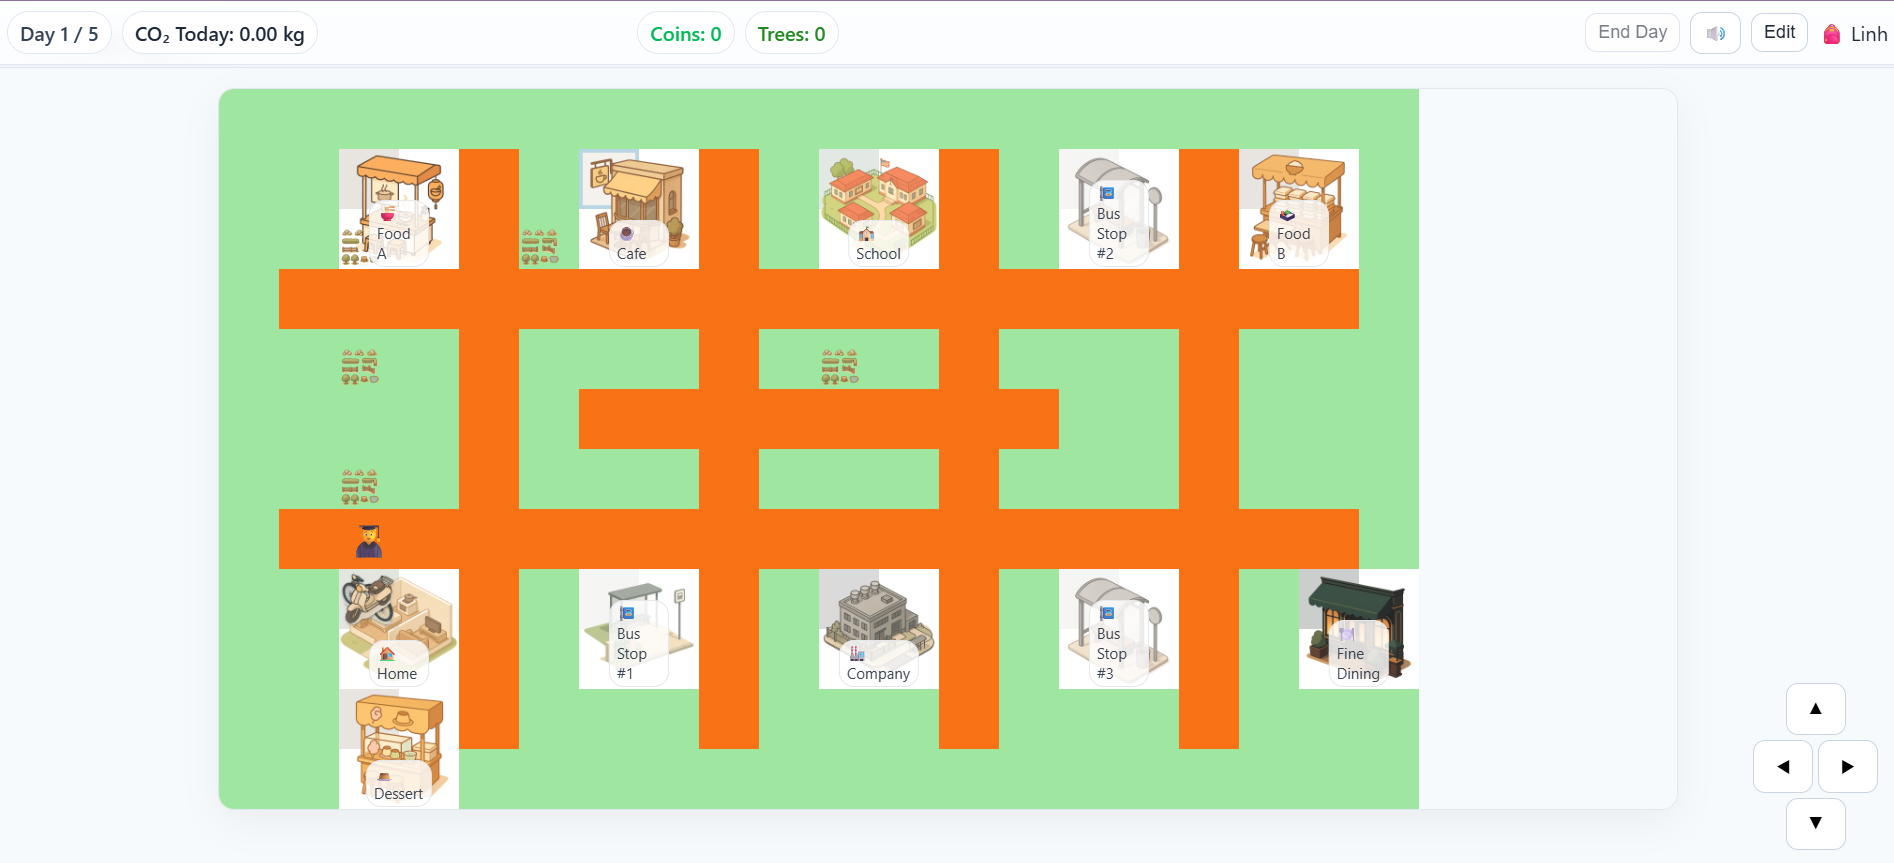 Day 1 / 5
CO₂ Today: 0.00 kg
Coins: 0
Trees: 0
End Day
Edit
Linh
Food
A
Cafe
School
Bus
Stop
#2
Food
B
Home
Bus
Stop
#1
Company
Bus
Stop
#3
Fine
Dining
Dessert